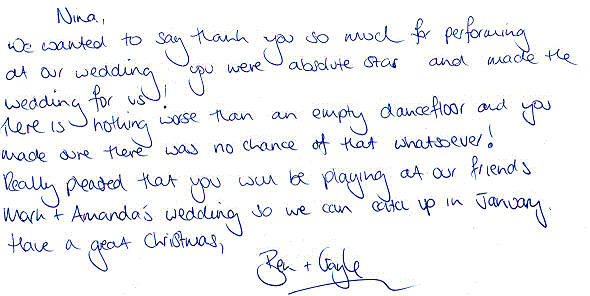 Nina,
We wanted to say thank you so much for performing
at our wedding you were absolute star and made the
wedding for us!
There is nothing worse than an empty dancefloor and you
made sure there was no chance of that whatsoever!
Really pleased that you will be playing at our friends
Mark + Amanda's wedding so we can catch up in January.
Have a great Christmas,
Ben + Gayle